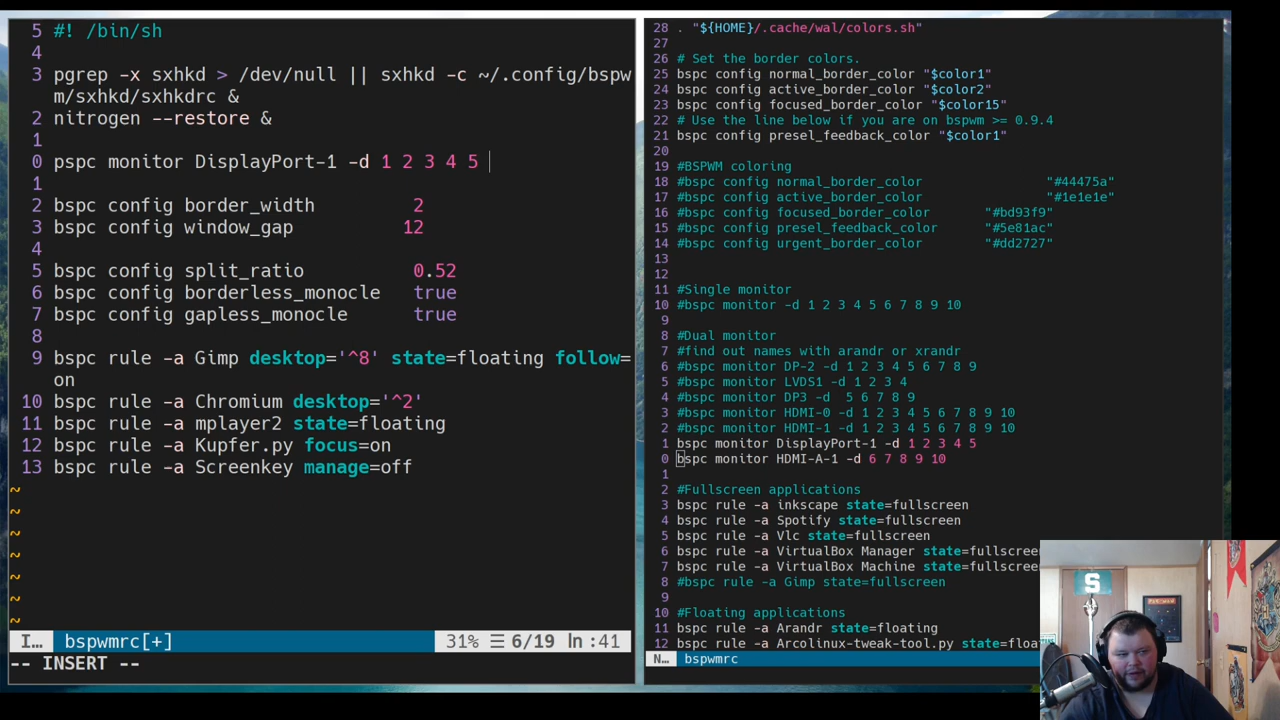 5 #! /bin/sh
4
3 pgrep -x sxhkd > /dev/null || sxhkd -c ~/.config/bspw
m/sxhkd/sxhkdrc &
2 nitrogen --restore &
1
0 pspc monitor DisplayPort-1 -d 1 2 3 4 5
1
2 bspc config border_width 2
3 bspc config window_gap 12
4
5 bspc config split_ratio 0.52
6 bspc config borderless_monocle true
7 bspc config gapless_monocle true
8
9 bspc rule -a Gimp desktop='^8' state=floating follow=
on
10 bspc rule -a Chromium desktop='^2'
11 bspc rule -a mplayer2 state=floating
12 bspc rule -a Kupfer.py focus=on
13 bspc rule -a Screenkey manage=off
~
~
~
~
~
~
~
I… bspwmrc[+] 31% ☰ 6/19 ln :41
-- INSERT --
28 . "${HOME}/.cache/wal/colors.sh"
27
26 # Set the border colors.
25 bspc config normal_border_color "$color1"
24 bspc config active_border_color "$color2"
23 bspc config focused_border_color "$color15"
22 # Use the line below if you are on bspwm >= 0.9.4
21 bspc config presel_feedback_color "$color1"
20
19 #BSPWM coloring
18 #bspc config normal_border_color "#44475a"
17 #bspc config active_border_color "#1e1e1e"
16 #bspc config focused_border_color "#bd93f9"
15 #bspc config presel_feedback_color "#5e81ac"
14 #bspc config urgent_border_color "#dd2727"
13
12
11 #Single monitor
10 #bspc monitor -d 1 2 3 4 5 6 7 8 9 10
9
8 #Dual monitor
7 #find out names with arandr or xrandr
6 #bspc monitor DP-2 -d 1 2 3 4 5 6 7 8 9
5 #bspc monitor LVDS1 -d 1 2 3 4
4 #bspc monitor DP3 -d 5 6 7 8 9
3 #bspc monitor HDMI-0 -d 1 2 3 4 5 6 7 8 9 10
2 #bspc monitor HDMI-1 -d 1 2 3 4 5 6 7 8 9 10
1 bspc monitor DisplayPort-1 -d 1 2 3 4 5
0 bspc monitor HDMI-A-1 -d 6 7 8 9 10
1
2 #Fullscreen applications
3 bspc rule -a inkscape state=fullscreen
4 bspc rule -a Spotify state=fullscreen
5 bspc rule -a Vlc state=fullscreen
6 bspc rule -a VirtualBox Manager state=fullscreen
7 bspc rule -a VirtualBox Machine state=fullscreen
8 #bspc rule -a Gimp state=fullscreen
9
10 #Floating applications
11 bspc rule -a Arandr state=floating
12 bspc rule -a Arcolinux-tweak-tool.py state=floa
N… bspwmrc
S